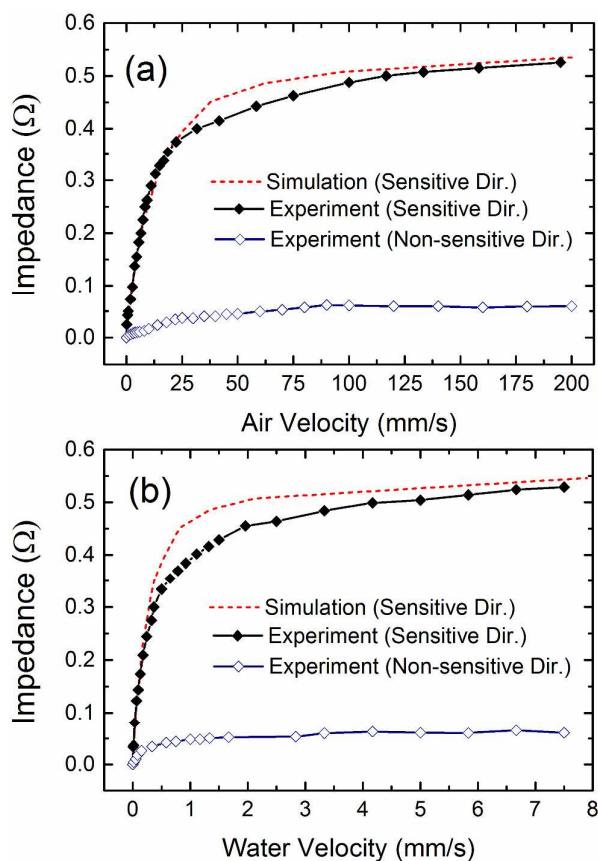 0.6
(a)
0.5
0.4
0.3
0.2
0.1
0.0
Impedance (Ω)
Simulation (Sensitive Dir.)
Experiment (Sensitive Dir.)
Experiment (Non-sensitive Dir.)
0 25 50 75 100 125 150 175 200
Air Velocity (mm/s)
0.6
(b)
0.5
0.4
0.3
0.2
0.1
0.0
Impedance (Ω)
Simulation (Sensitive Dir.)
Experiment (Sensitive Dir.)
Experiment (Non-sensitive Dir.)
0 1 2 3 4 5 6 7 8
Water Velocity (mm/s)